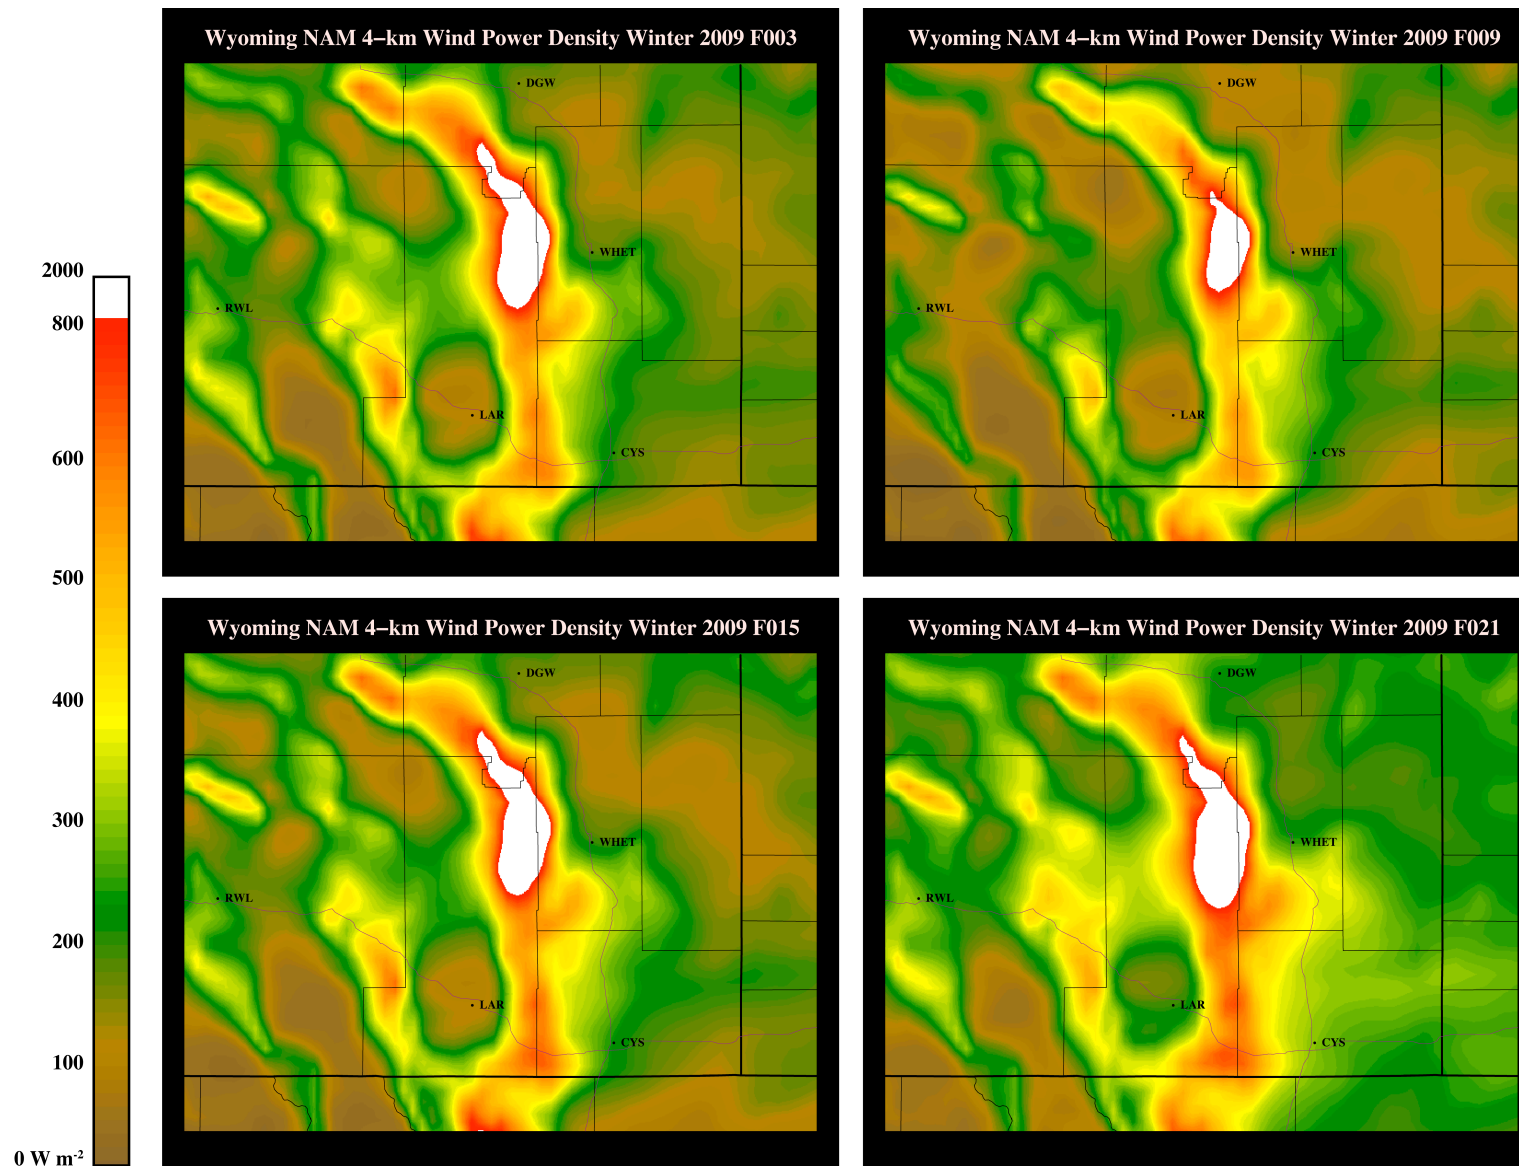 Wyoming NAM 4–km Wind Power Density Winter 2009 F003
DGW
WHET
RWL
LAR
CYS
Wyoming NAM 4–km Wind Power Density Winter 2009 F009
DGW
WHET
RWL
LAR
CYS
2000
800
600
500
400
300
200
100
0 W m-2
Wyoming NAM 4–km Wind Power Density Winter 2009 F015
DGW
WHET
RWL
LAR
CYS
Wyoming NAM 4–km Wind Power Density Winter 2009 F021
DGW
WHET
RWL
LAR
CYS